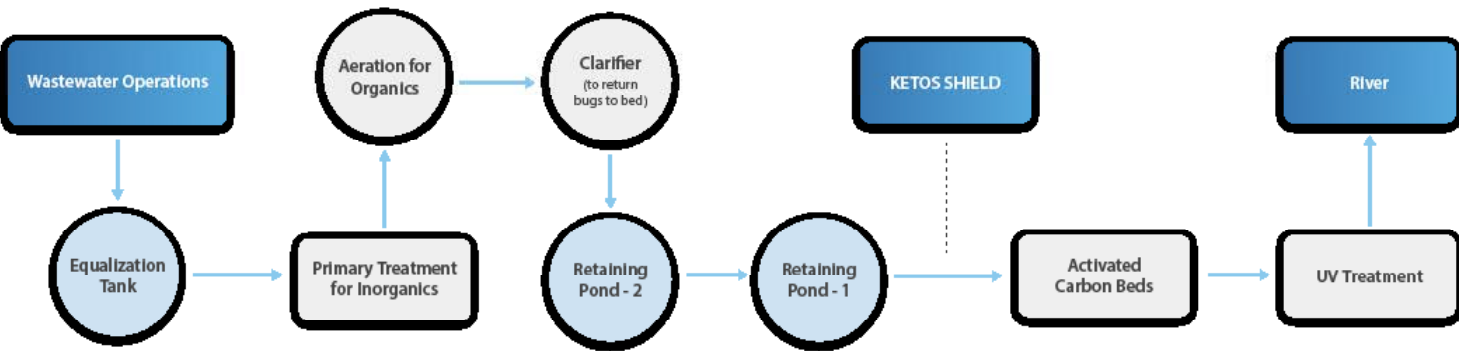 Wastewater Operations
Equalization
Tank
Primary Treatment
for Inorganics
Aeration for
Organics
Clarifier
(to return
bugs to bed)
Retaining
Pond - 2
Retaining
Pond - 1
KETOS SHIELD
Activated
Carbon Beds
UV Treatment
River